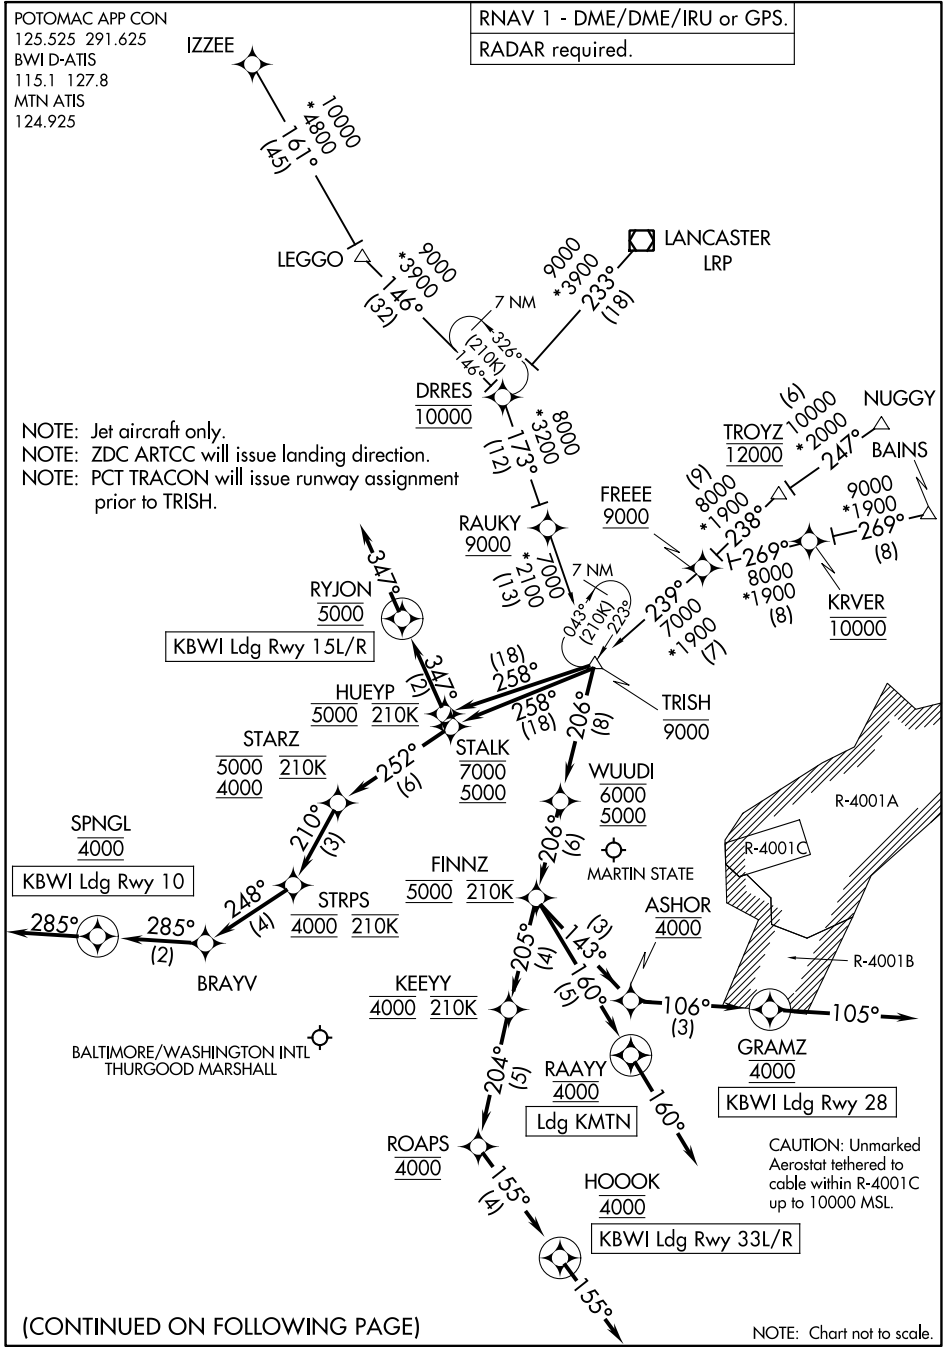 POTOMAC APP CON
125.525 291.625
BWI D-ATIS
115.1 127.8
MTN ATIS
124.925
RNAV 1 - DME/DME/IRU or GPS.
RADAR required.
IZZEE
10000
*4800
161°
(45)
LEGGO
9000
*3900
146°
(32)
LANCASTER
LRP
9000
*3900
233°
(18)
7 NM
326°
(210K)
146°
DRRES
10000
8000
*3200
173°
(12)
NOTE: Jet aircraft only.
NOTE: ZDC ARTCC will issue landing direction.
NOTE: PCT TRACON will issue runway assignment
prior to TRISH.
NUGGY
(6)
10000
*2000
247°
TROYZ
12000
BAINS
9000
*1900
269°
(8)
(9)
8000
*1900
238°
FREEE
9000
269°
8000
*1900
(8)
KRVER
10000
RAUKY
9000
7000
*2100
(13)
7 NM
043°
(210K)
223°
239°
7000
*1900
(7)
TRISH
9000
347°
RYJON
5000
KBWI Ldg Rwy 15L/R
347°
(2)
(18)
258°
258°
(18)
HUEYP
5000 210K
STALK
7000
5000
206°
(8)
STARZ
5000 210K
4000
252°
(6)
WUUDI
6000
5000
R-4001A
R-4001C
R-4001B
SPNGL
4000
KBWI Ldg Rwy 10
210°
(3)
206°
(6)
MARTIN STATE
FINNZ
5000 210K
285°
285°
(2)
248°
(4)
STRPS
4000 210K
BRAYV
ASHOR
4000
(3)
143°
205°
(4)
160°
(5)
KEEYY
4000 210K
106°
(3)
105°
GRAMZ
4000
KBWI Ldg Rwy 28
BALTIMORE/WASHINGTON INTL
THURGOOD MARSHALL
RAAYY
4000
Ldg KMTN
160°
204°
(5)
ROAPS
4000
155°
(4)
HOOOK
4000
KBWI Ldg Rwy 33L/R
155°
CAUTION: Unmarked
Aerostat tethered to
cable within R-4001C
up to 10000 MSL.
(CONTINUED ON FOLLOWING PAGE)
NOTE: Chart not to scale.